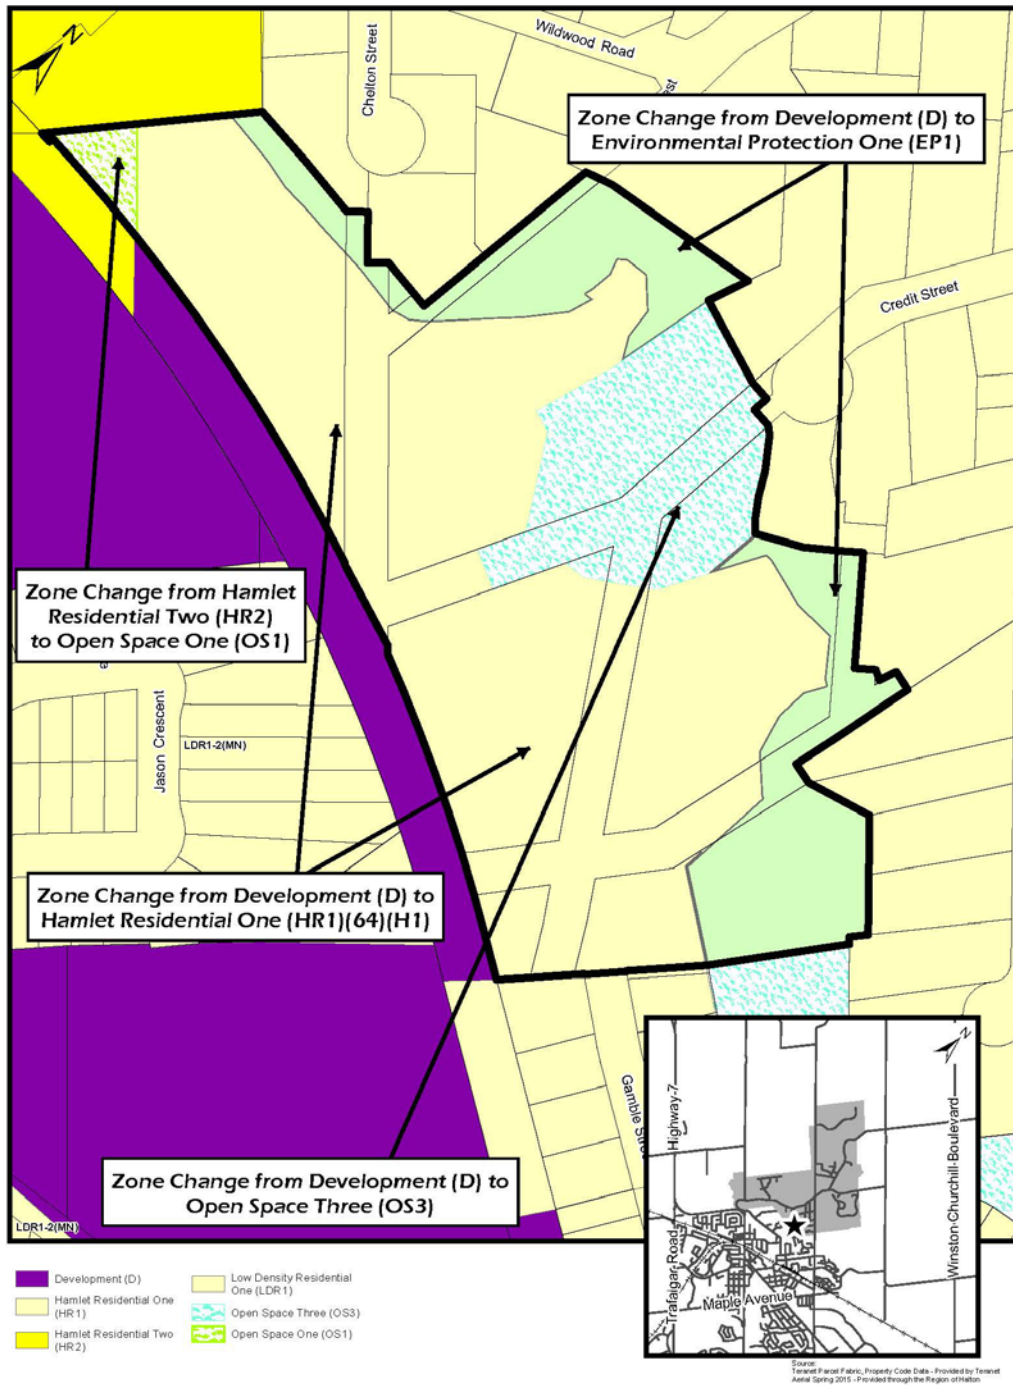 N
Chelton Street
Wildwood Road
Zone Change from Development (D) to
Environmental Protection One (EP1)
Credit Street
Zone Change from Hamlet
Residential Two (HR2)
to Open Space One (OS1)
Jason Crescent
LDR1-2(MN)
Zone Change from Development (D) to
Hamlet Residential One (HR1)(64)(H1)
Gamble
Zone Change from Development (D) to
Open Space Three (OS3)
LDR1-2(MN)
N
Highway-7
Winston-Churchill-Boulevard
Trafalgar-Road
Maple Avenue
Development (D)
Hamlet Residential One
(HR1)
Hamlet Residential Two
(HR2)
Low Density Residential
One (LDR1)
Open Space Three (OS3)
Open Space One (OS1)
Source:
Teranet Parcel Fabric, Property Code Data - Provided by Teranet
Aerial Spring 2015 - Provided through the Region of Halton